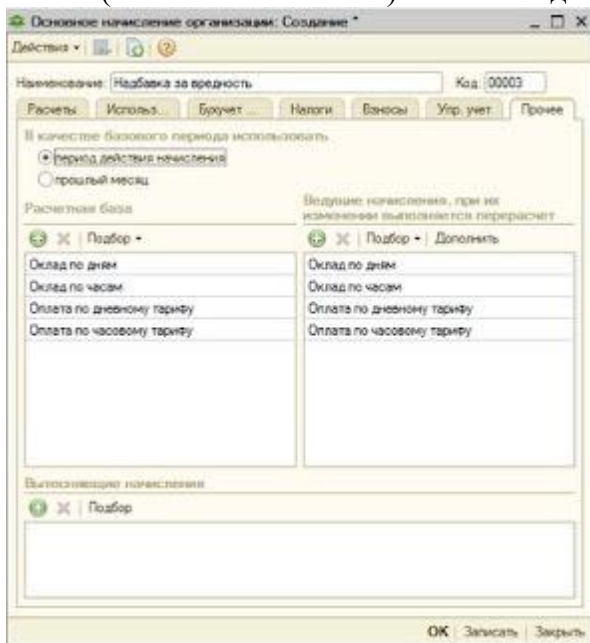 Основное начисление организации: Создание *
Действия
Наименование: Надбавка за вредность Код: 00003
Расчеты Использ... Бухучет ... Налоги Взносы Упр. учет Прочее
В качестве базового периода использовать
период действия начисления
прошлый месяц
Расчетная база
Подбор
Оклад по дням
Оклад по часам
Оплата по дневному тарифу
Оплата по часовому тарифу
Ведущие начисления, при их
изменении выполняется перерасчет
Подбор Дополнить
Оклад по дням
Оклад по часам
Оплата по дневному тарифу
Оплата по часовому тарифу
Вытесняющие начисления
Подбор
OK Записать Закрыть